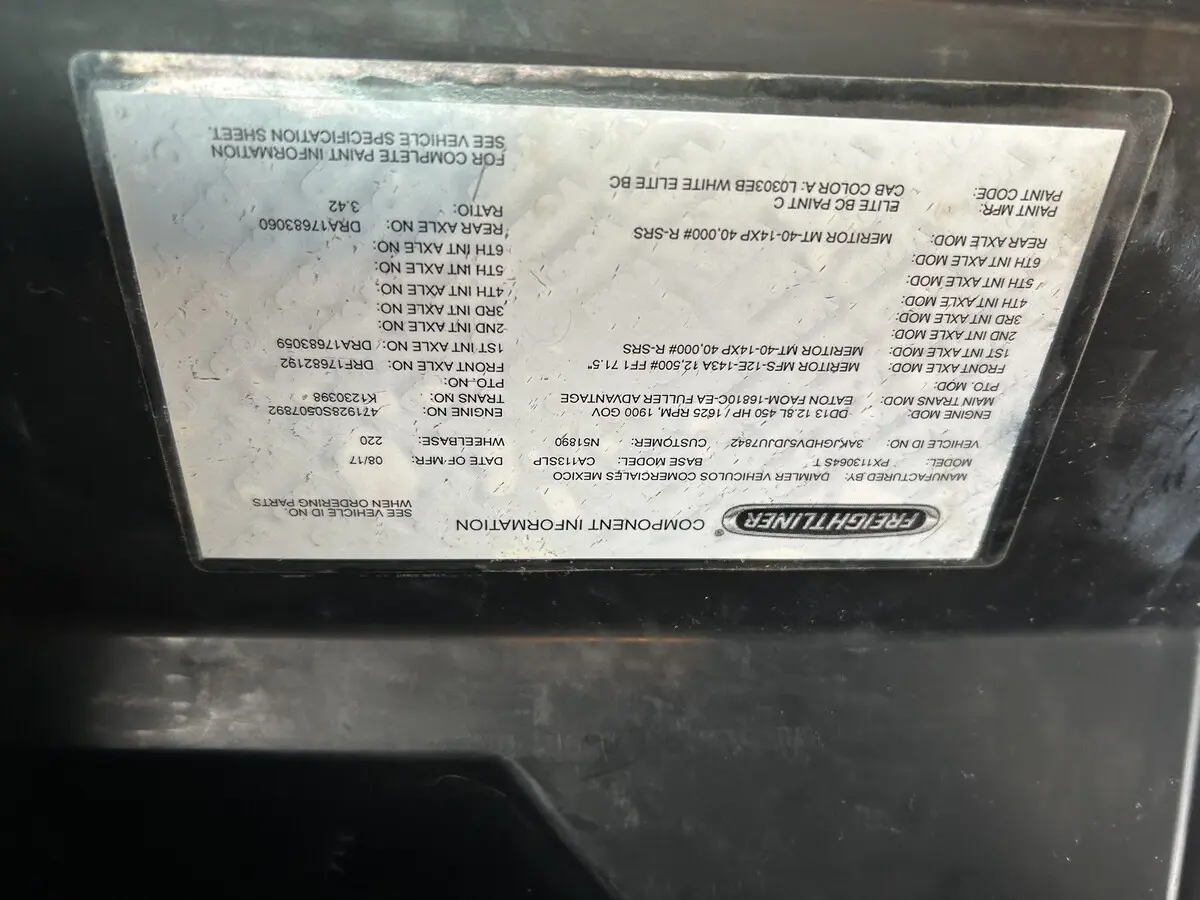 FREIGHTLINER® COMPONENT INFORMATION SEE VEHICLE ID NO. WHEN ORDERING PARTS
MANUFACTURED BY: DAIMLER VEHICULOS COMERCIALES MEXICO
MODEL: PX113064S T BASE MODEL: CA113SLP DATE OF MFR: 08/17
VEHICLE ID NO: 3AKJGHDV5JDJU7842 CUSTOMER: N51890 WHEELBASE: 220
ENGINE MOD: DD13 12.8L 450 HP / 1625 RPM, 1900 GOV ENGINE NO: 471928S0507892
MAIN TRANS MOD: EATON FAOM-16810C-EA FULLER ADVANTAGE TRANS NO: K1230398
PTO. MOD: PTO. NO:
FRONT AXLE MOD: MERITOR MFS-12E-143A 12,500# FF1 71.5" FRONT AXLE NO: DRF17682192
1ST INT AXLE MOD: MERITOR MT-40-14XP 40,000# R-SRS 1ST INT AXLE NO: DRA17683059
2ND INT AXLE MOD: 2ND INT AXLE NO:
3RD INT AXLE MOD: 3RD INT AXLE NO:
4TH INT AXLE MOD: 4TH INT AXLE NO:
5TH INT AXLE MOD: 5TH INT AXLE NO:
6TH INT AXLE MOD: 6TH INT AXLE NO:
REAR AXLE MOD: MERITOR MT-40-14XP 40,000# R-SRS REAR AXLE NO: DRA17683060
RATIO: 3.42
PAINT MFR: ELITE BC PAINT C
PAINT CODE: CAB COLOR A: L0303EB WHITE ELITE BC
FOR COMPLETE PAINT INFORMATION
SEE VEHICLE SPECIFICATION SHEET.